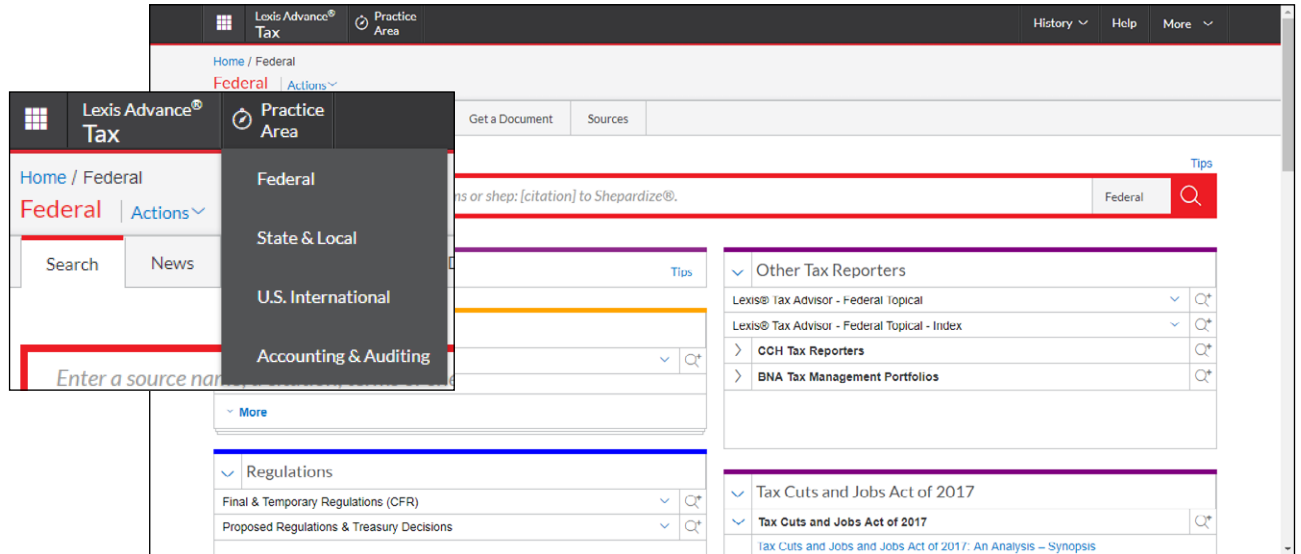 Lexis Advance®
Tax
Practice
Area
History
Help
More
Home / Federal
Federal
Actions
Get a Document
Sources
Tips
ms or shep: [citation] to Shepardize®.
Federal
Lexis Advance®
Tax
Practice
Area
Federal
State & Local
U.S. International
Accounting & Auditing
Home / Federal
Federal
Actions
Search
News
Enter a source
Tips
More
Regulations
Final & Temporary Regulations (CFR)
Proposed Regulations & Treasury Decisions
Other Tax Reporters
Lexis® Tax Advisor - Federal Topical
Lexis® Tax Advisor - Federal Topical - Index
CCH Tax Reporters
BNA Tax Management Portfolios
Tax Cuts and Jobs Act of 2017
Tax Cuts and Jobs Act of 2017
Tax Cuts and Jobs and Jobs Act of 2017: An Analysis – Synopsis